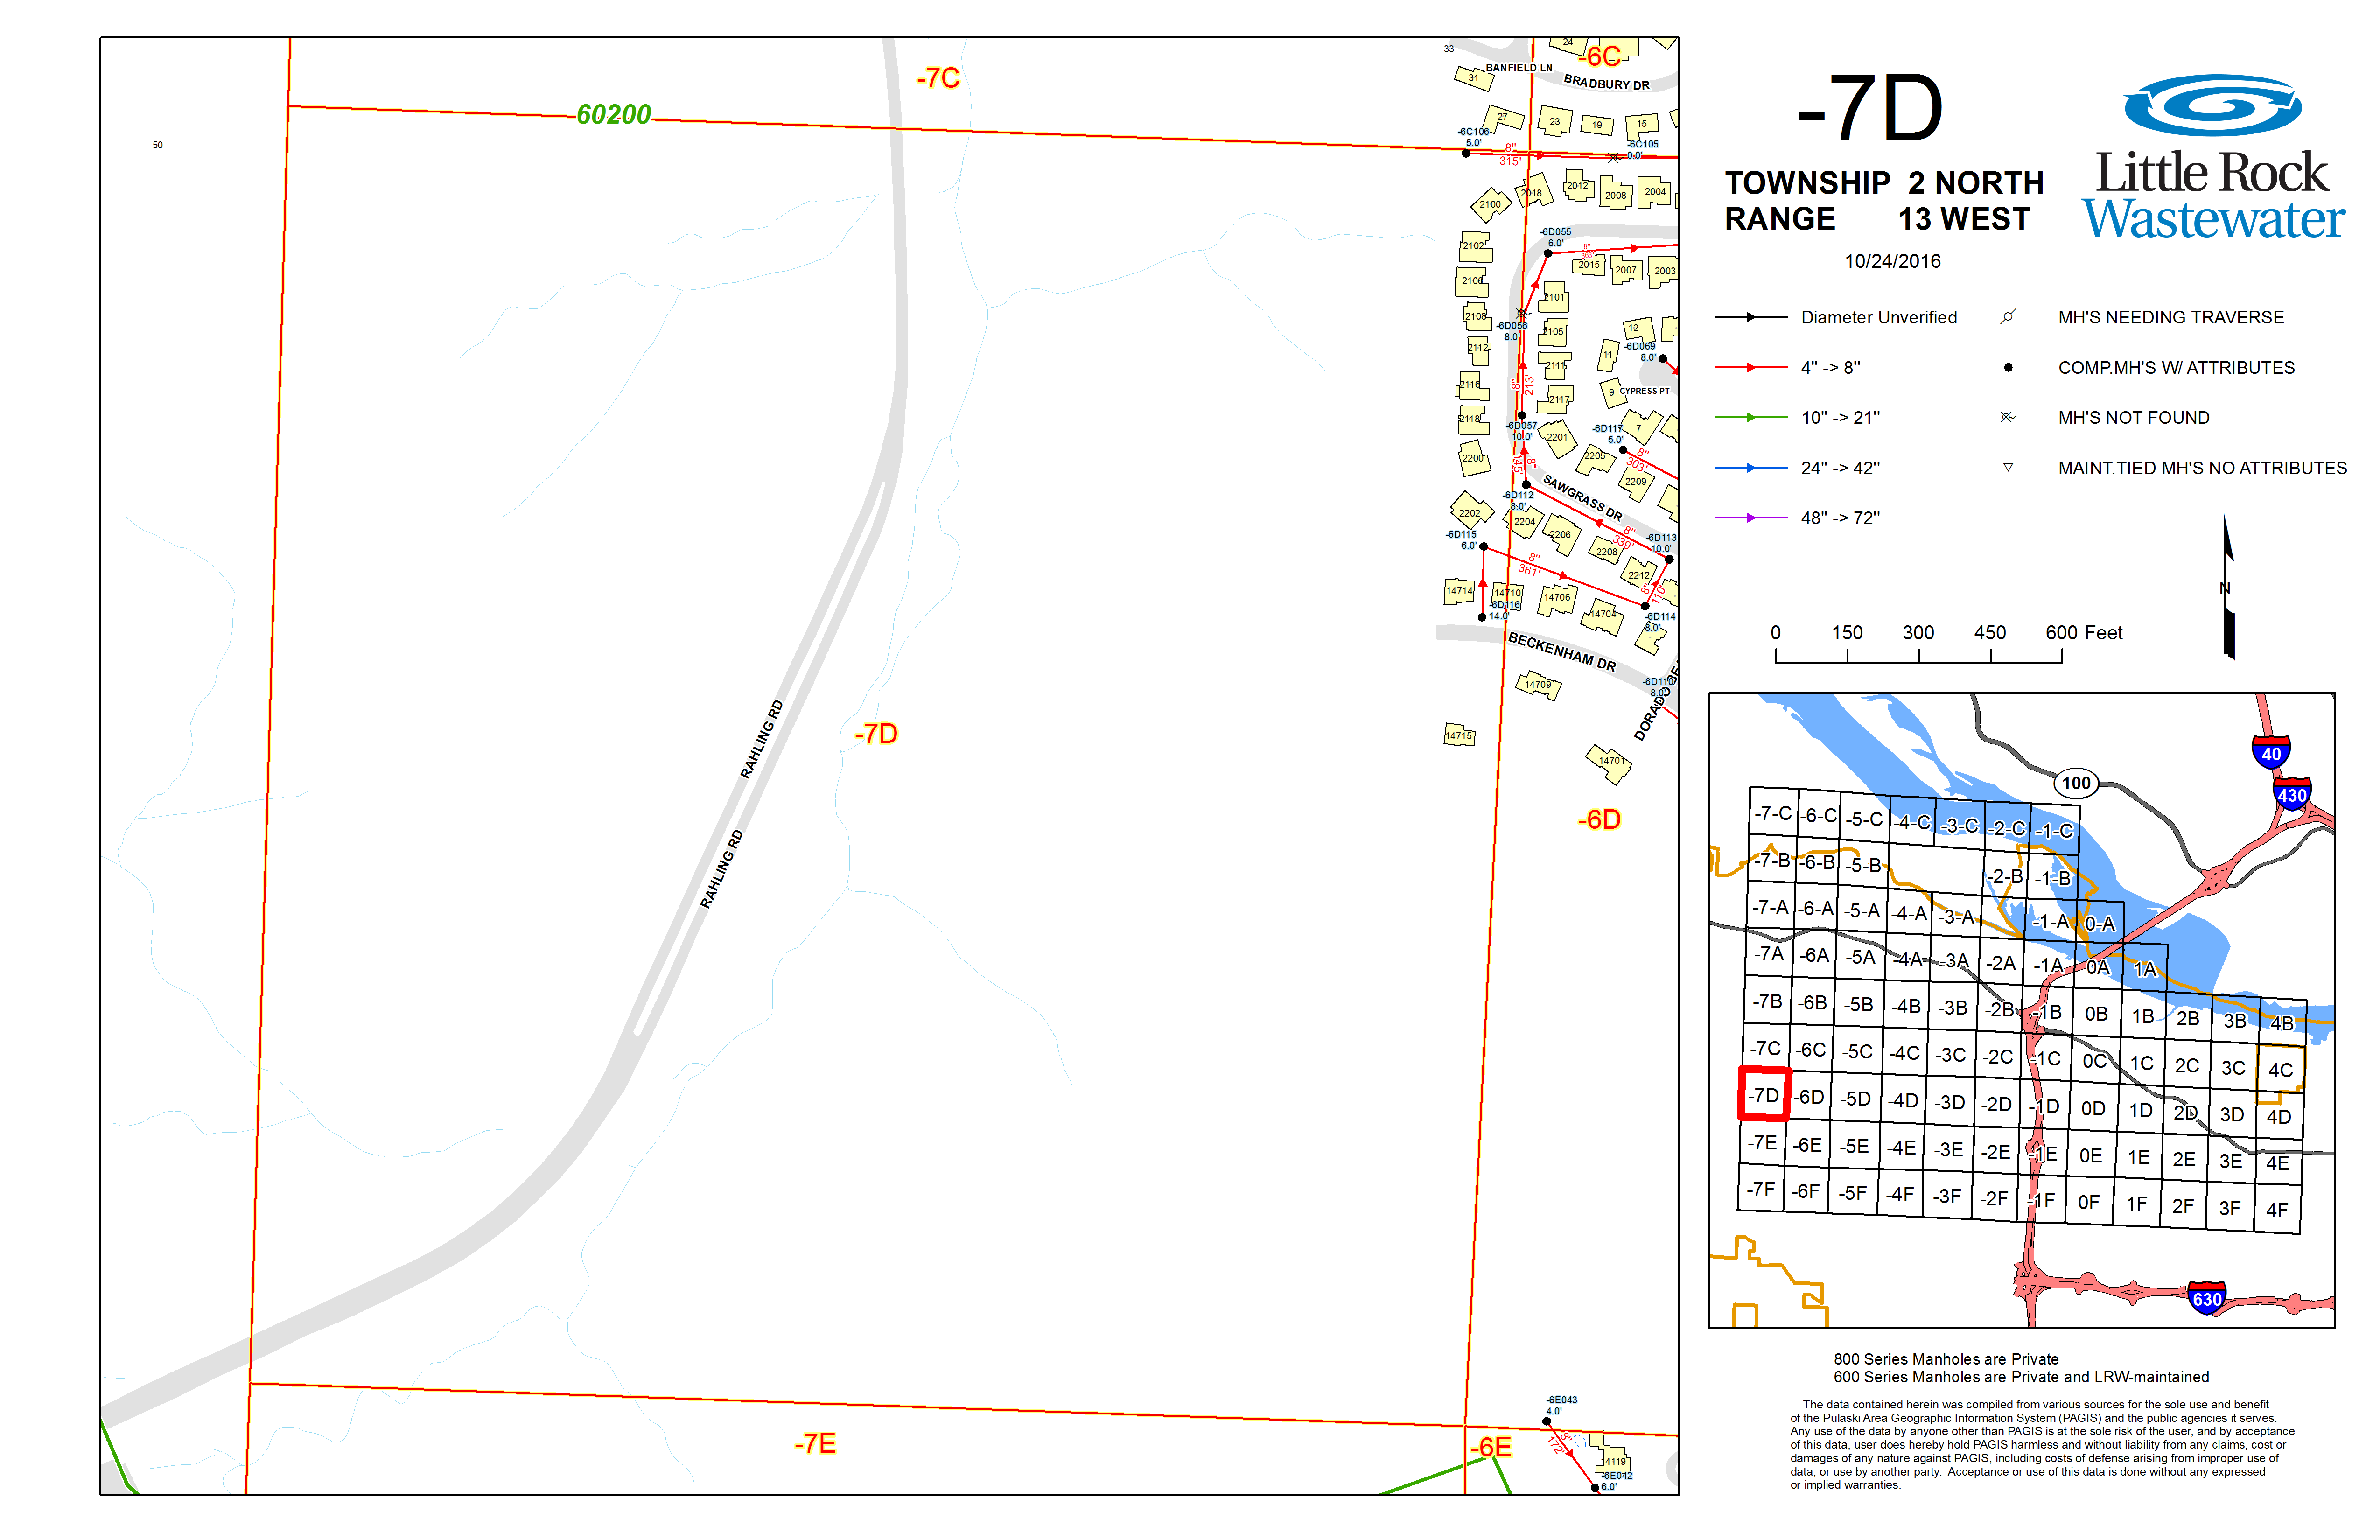 -7C
-6C
60200
33
24
BANFIELD LN
31
BRADBURY DR
27
23
19
15
-6C106
5.0'
8"
315'
-6C105
0.0'
50
2018
2012
2008
2004
2100
-6D055
6.0'
8"
2102
2015
2007
2003
2106
2101
2108
-6D056
8.0'
2105
12
-6D069
8.0'
2112
11
2111
2116
8"
213'
9
CYPRESS PT
2117
2118
-6D057
10.0'
2201
-6D117
5.0'
7
2200
145'
8"
2205
8"
303'
2209
-6D112
8.0'
SAWGRASS DR
2202
2204
2206
8"
339'
-6D113
10.0'
-6D115
6.0'
2208
8"
361'
2212
8"
110'
14714
14710
14706
-6D116
14.0'
14704
-6D114
8.0'
BECKENHAM DR
14709
8.0'
14715
14701
RAHLING RD
-7D
RAHLING RD
-6D
-7E
-6E
-6E043
4.0'
8"
172'
14119
-6E042
6.0'
-7D
TOWNSHIP 2 NORTH
RANGE 13 WEST
10/24/2016
Little Rock
Wastewater
Diameter Unverified
MH'S NEEDING TRAVERSE
4" -> 8"
COMP.MH'S W/ ATTRIBUTES
10" -> 21"
MH'S NOT FOUND
24" -> 42"
MAINT.TIED MH'S NO ATTRIBUTES
48" -> 72"
N
0 150 300 450 600 Feet
40
430
100
-7-C -6-C -5-C -4-C -3-C -2-C -1-C
-7-B -6-B -5-B -2-B -1-B
-7-A -6-A -5-A -4-A -3-A -1-A 0-A
-7A -6A -5A -4A -3A -2A -1A 0A 1A
-7B -6B -5B -4B -3B -2B -1B 0B 1B 2B 3B 4B
-7C -6C -5C -4C -3C -2C -1C 0C 1C 2C 3C 4C
-7D -6D -5D -4D -3D -2D -1D 0D 1D 2D 3D 4D
-7E -6E -5E -4E -3E -2E -1E 0E 1E 2E 3E 4E
-7F -6F -5F -4F -3F -2F -1F 0F 1F 2F 3F 4F
630
800 Series Manholes are Private
600 Series Manholes are Private and LRW-maintained
The data contained herein was compiled from various sources for the sole use and benefit
of the Pulaski Area Geographic Information System (PAGIS) and the public agencies it serves.
Any use of the data by anyone other than PAGIS is at the sole risk of the user, and by acceptance
of this data, user does hereby hold PAGIS harmless and without liability from any claims, cost or
damages of any nature against PAGIS, including costs of defense arising from improper use of
data, or use by another party. Acceptance or use of this data is done without any expressed
or implied warranties.